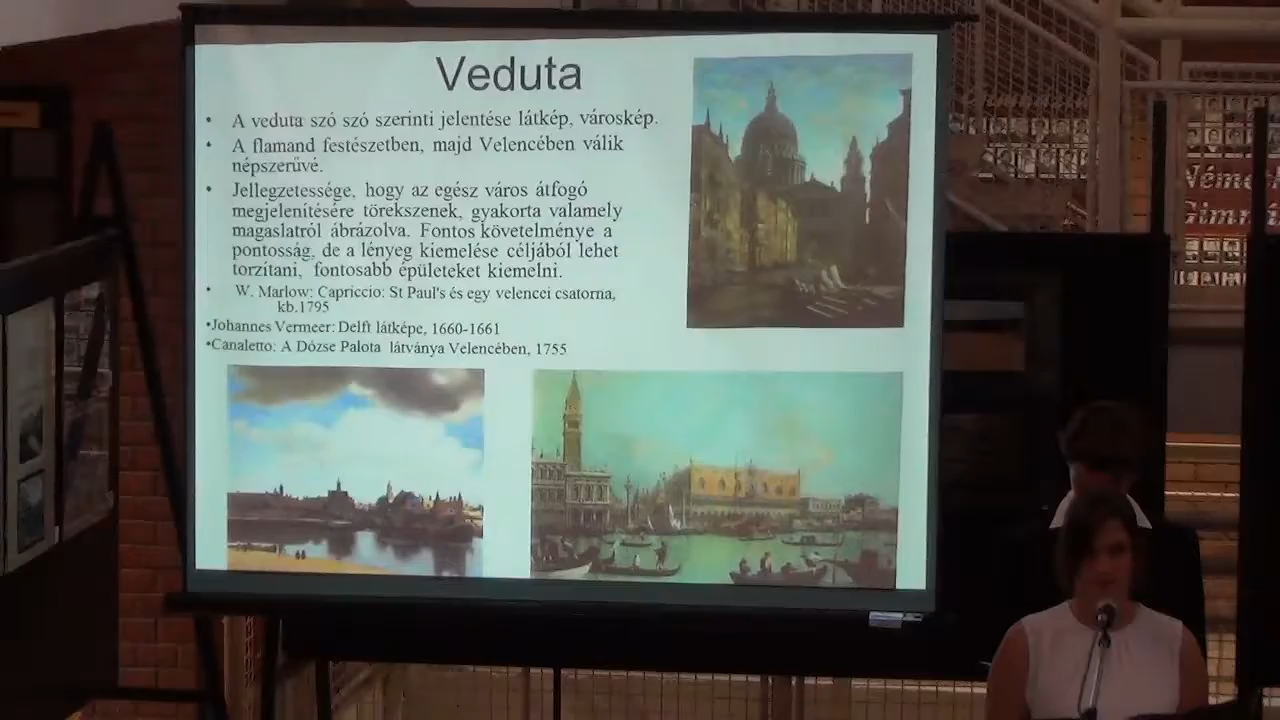 Veduta
• A veduta szó szó szerinti jelentése látkép, városkép.
• A flamand festészetben, majd Velencében válik
népszerűvé.
• Jellegzetessége, hogy az egész város átfogó
megjelenítésére törekszenek, gyakorta valamely
magaslatról ábrázolva. Fontos követelménye a
pontosság, de a lényeg kiemelése céljából lehet
torzítani, fontosabb épületeket kiemelni.
• W. Marlow: Capriccio: St Paul's és egy velencei csatorna,
kb.1795
•Johannes Vermeer: Delft látképe, 1660-1661
•Canaletto: A Dózse Palota látványa Velencében, 1755